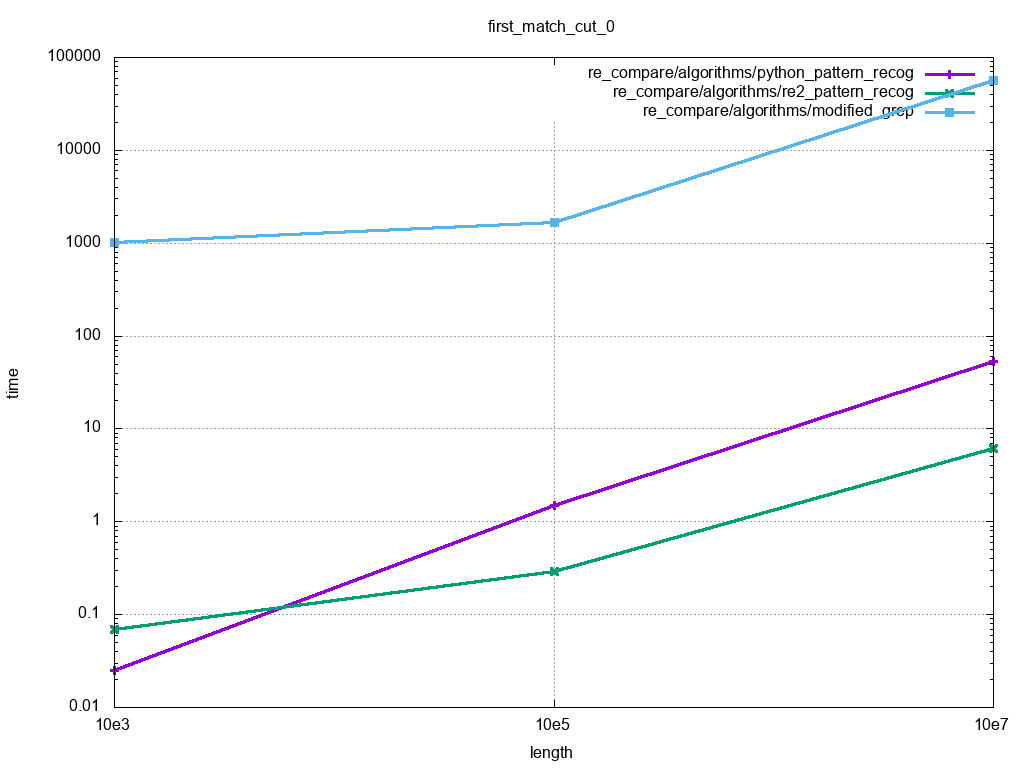 first_match_cut_0
100000
re_compare/algorithms/python_pattern_recog
re_compare/algorithms/re2_pattern_recog
re_compare/algorithms/modified_grep
10000
1000
100
time
10
1
0.1
0.01
10e3
10e5
10e7
length